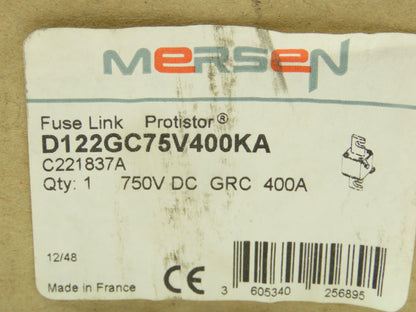 MERSEN
Fuse Link Protistor®
D122GC75V400KA
C221837A
Qty: 1 750V DC GRC 400A
12/48
Made in France CE 3 605340 256895